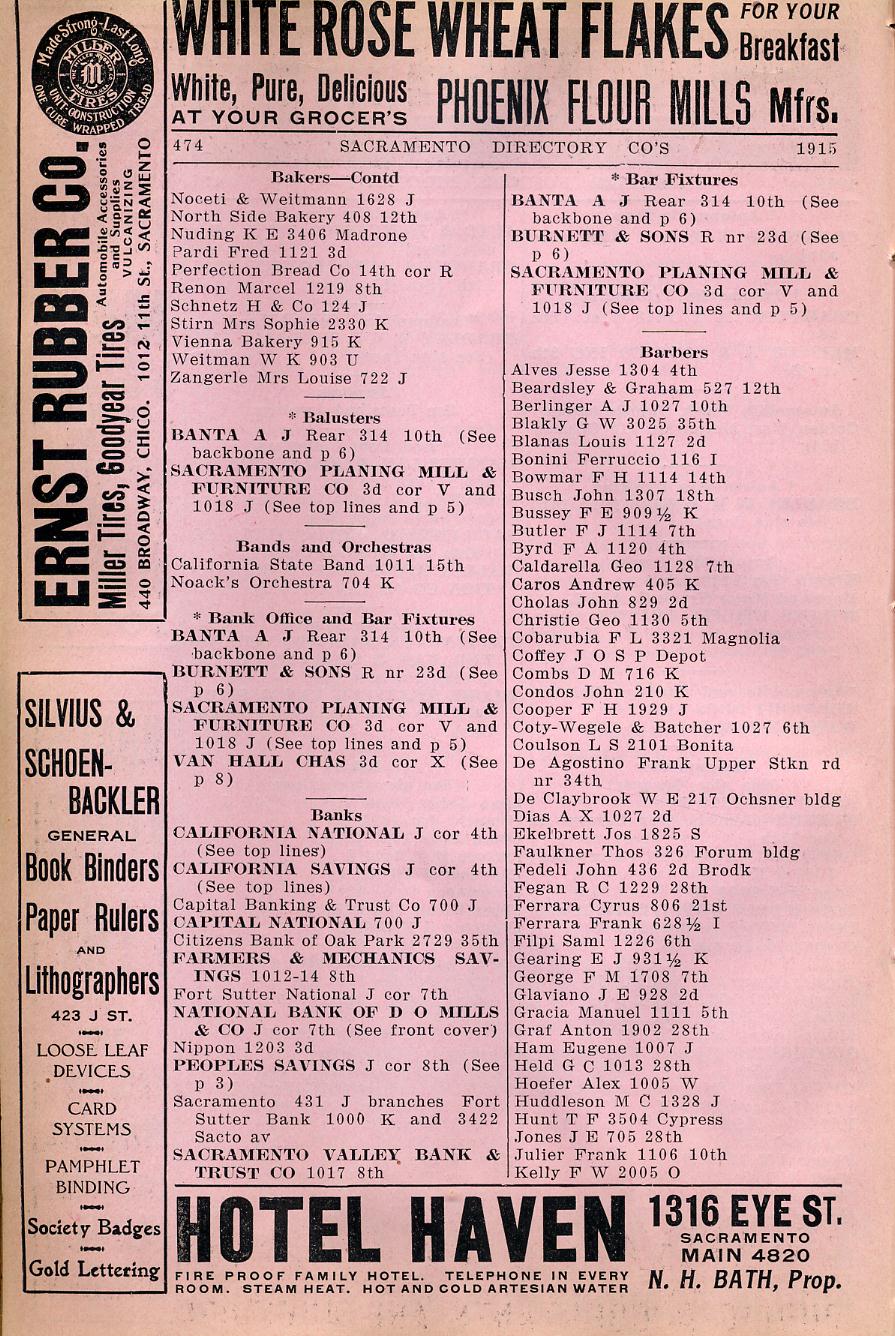 WHITE ROSE WHEAT FLAKES FOR YOUR Breakfast
White, Pure, Delicious
AT YOUR GROCER'S
PHOENIX FLOUR MILLS Mfrs.
474 SACRAMENTO DIRECTORY CO'S 1915
Made Strong-Last Long
MILLER
TIRES
UNIT CONSTRUCTION
ONE CURE WRAPPED TREAD
ERNST RUBBER CO.
Miller Tires, Goodyear Tires
Automobile Accessories
and Supplies
VULCANIZING
440 BROADWAY, CHICO. 1012 11th St., SACRAMENTO
SILVIUS &
SCHOEN-
BACKLER
GENERAL
Book Binders
Paper Rulers
AND
Lithographers
423 J ST.
LOOSE LEAF
DEVICES
CARD
SYSTEMS
PAMPHLET
BINDING
Society Badges
Gold Lettering
Bakers—Contd
Noceti & Weitmann 1628 J
North Side Bakery 408 12th
Nuding K E 3406 Madrone
Pardi Fred 1121 3d
Perfection Bread Co 14th cor R
Renon Marcel 1219 8th
Schnetz H & Co 124 J
Stirn Mrs Sophie 2330 K
Vienna Bakery 915 K
Weitman W K 903 U
Zangerle Mrs Louise 722 J
* Balusters
BANTA A J Rear 314 10th (See
backbone and p 6)
SACRAMENTO PLANING MILL &
FURNITURE CO 3d cor V and
1018 J (See top lines and p 5)
Bands and Orchestras
California State Band 1011 15th
Noack's Orchestra 704 K
* Bank Office and Bar Fixtures
BANTA A J Rear 314 10th (See
backbone and p 6)
BURNETT & SONS R nr 23d (See
p 6)
SACRAMENTO PLANING MILL &
FURNITURE CO 3d cor V and
1018 J (See top lines and p 5)
VAN HALL CHAS 3d cor X (See
p 8)
Banks
CALIFORNIA NATIONAL J cor 4th
(See top lines)
CALIFORNIA SAVINGS J cor 4th
(See top lines)
Capital Banking & Trust Co 700 J
CAPITAL NATIONAL 700 J
Citizens Bank of Oak Park 2729 35th
FARMERS & MECHANICS SAV-
INGS 1012-14 8th
Fort Sutter National J cor 7th
NATIONAL BANK OF D O MILLS
& CO J cor 7th (See front cover)
Nippon 1203 3d
PEOPLES SAVINGS J cor 8th (See
p 3)
Sacramento 431 J branches Fort
Sutter Bank 1000 K and 3422
Sacto av
SACRAMENTO VALLEY BANK &
TRUST CO 1017 8th
* Bar Fixtures
BANTA A J Rear 314 10th (See
backbone and p 6)
BURNETT & SONS R nr 23d (See
p 6)
SACRAMENTO PLANING MILL &
FURNITURE CO 3d cor V and
1018 J (See top lines and p 5)
Barbers
Alves Jesse 1304 4th
Beardsley & Graham 527 12th
Berlinger A J 1027 10th
Blakly G W 3025 35th
Blanas Louis 1127 2d
Bonini Ferruccio 116 I
Bowmar F H 1114 14th
Busch John 1307 18th
Bussey F E 909½ K
Butler F J 1114 7th
Byrd F A 1120 4th
Caldarella Geo 1128 7th
Caros Andrew 405 K
Cholas John 829 2d
Christie Geo 1130 5th
Cobarubia F L 3321 Magnolia
Coffey J O S P Depot
Combs D M 716 K
Condos John 210 K
Cooper F H 1929 J
Coty-Wegele & Batcher 1027 6th
Coulson L S 2101 Bonita
De Agostino Frank Upper Stkn rd
nr 34th
De Claybrook W E 217 Ochsner bldg
Dias A X 1027 2d
Ekelbrett Jos 1825 S
Faulkner Thos 326 Forum bldg
Fedeli John 436 2d Brodk
Fegan R C 1229 28th
Ferrara Cyrus 806 21st
Ferrara Frank 628½ I
Filpi Saml 1226 6th
Gearing E J 931½ K
George F M 1708 7th
Glaviano J E 928 2d
Gracia Manuel 1111 5th
Graf Anton 1902 28th
Ham Eugene 1007 J
Held G C 1013 28th
Hoefer Alex 1005 W
Huddleson M C 1328 J
Hunt T F 3504 Cypress
Jones J E 705 28th
Julier Frank 1106 10th
Kelly F W 2005 O
HOTEL HAVEN
FIRE PROOF FAMILY HOTEL. TELEPHONE IN EVERY
ROOM. STEAM HEAT. HOT AND COLD ARTESIAN WATER
1316 EYE ST.
SACRAMENTO
MAIN 4820
N. H. BATH, Prop.